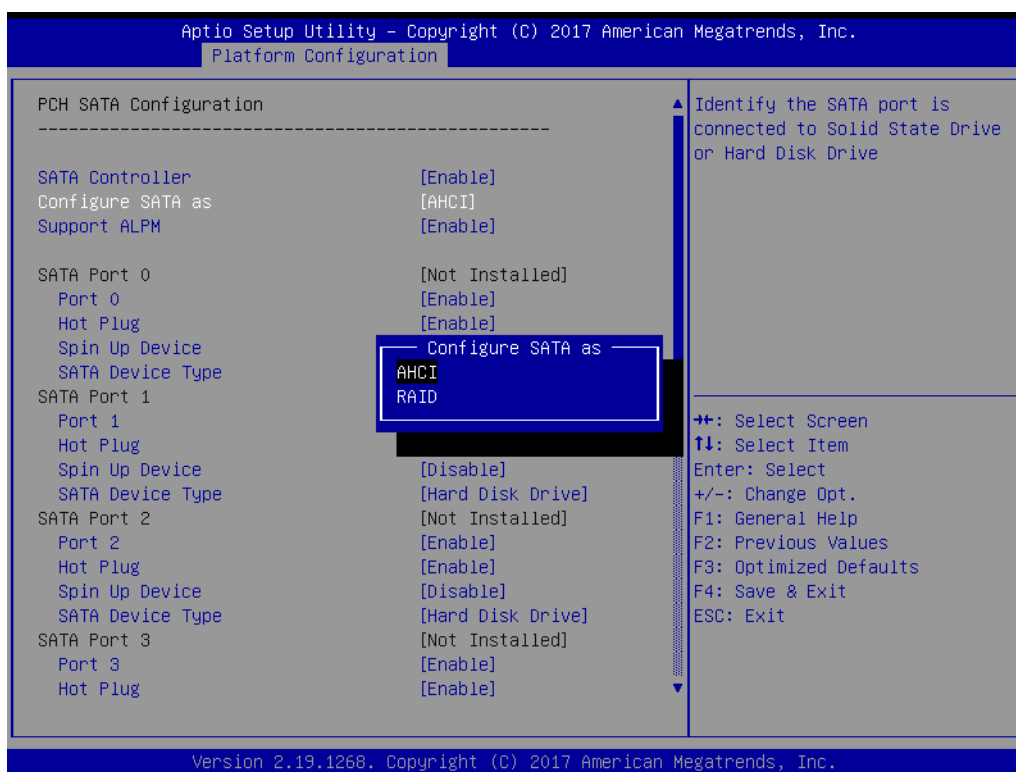 Aptio Setup Utility – Copyright (C) 2017 American Megatrends, Inc.
Platform Configuration
PCH SATA Configuration
--------------------------------------------------
SATA Controller [Enable]
Configure SATA as [AHCI]
Support ALPM [Enable]
SATA Port 0 [Not Installed]
Port 0 [Enable]
Hot Plug [Enable]
Spin Up Device
SATA Device Type
SATA Port 1
Port 1
Hot Plug
Spin Up Device [Disable]
SATA Device Type [Hard Disk Drive]
SATA Port 2 [Not Installed]
Port 2 [Enable]
Hot Plug [Enable]
Spin Up Device [Disable]
SATA Device Type [Hard Disk Drive]
SATA Port 3 [Not Installed]
Port 3 [Enable]
Hot Plug [Enable]
Configure SATA as
AHCI
RAID
Identify the SATA port is
connected to Solid State Drive
or Hard Disk Drive
→←: Select Screen
↑↓: Select Item
Enter: Select
+/-: Change Opt.
F1: General Help
F2: Previous Values
F3: Optimized Defaults
F4: Save & Exit
ESC: Exit
Version 2.19.1268. Copyright (C) 2017 American Megatrends, Inc.